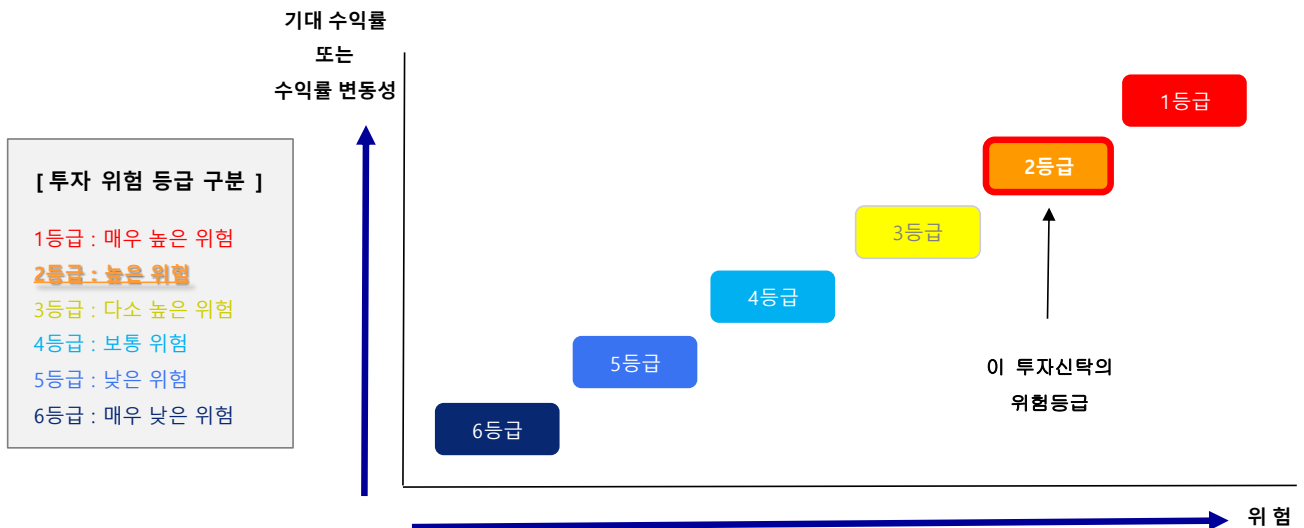 기대 수익률
또는
수익률 변동성
[ 투자 위험 등급 구분 ]
1등급 : 매우 높은 위험
2등급 : 높은 위험
3등급 : 다소 높은 위험
4등급 : 보통 위험
5등급 : 낮은 위험
6등급 : 매우 낮은 위험
1등급
2등급
3등급
4등급
5등급
6등급
이 투자신탁의
위험등급
위 험